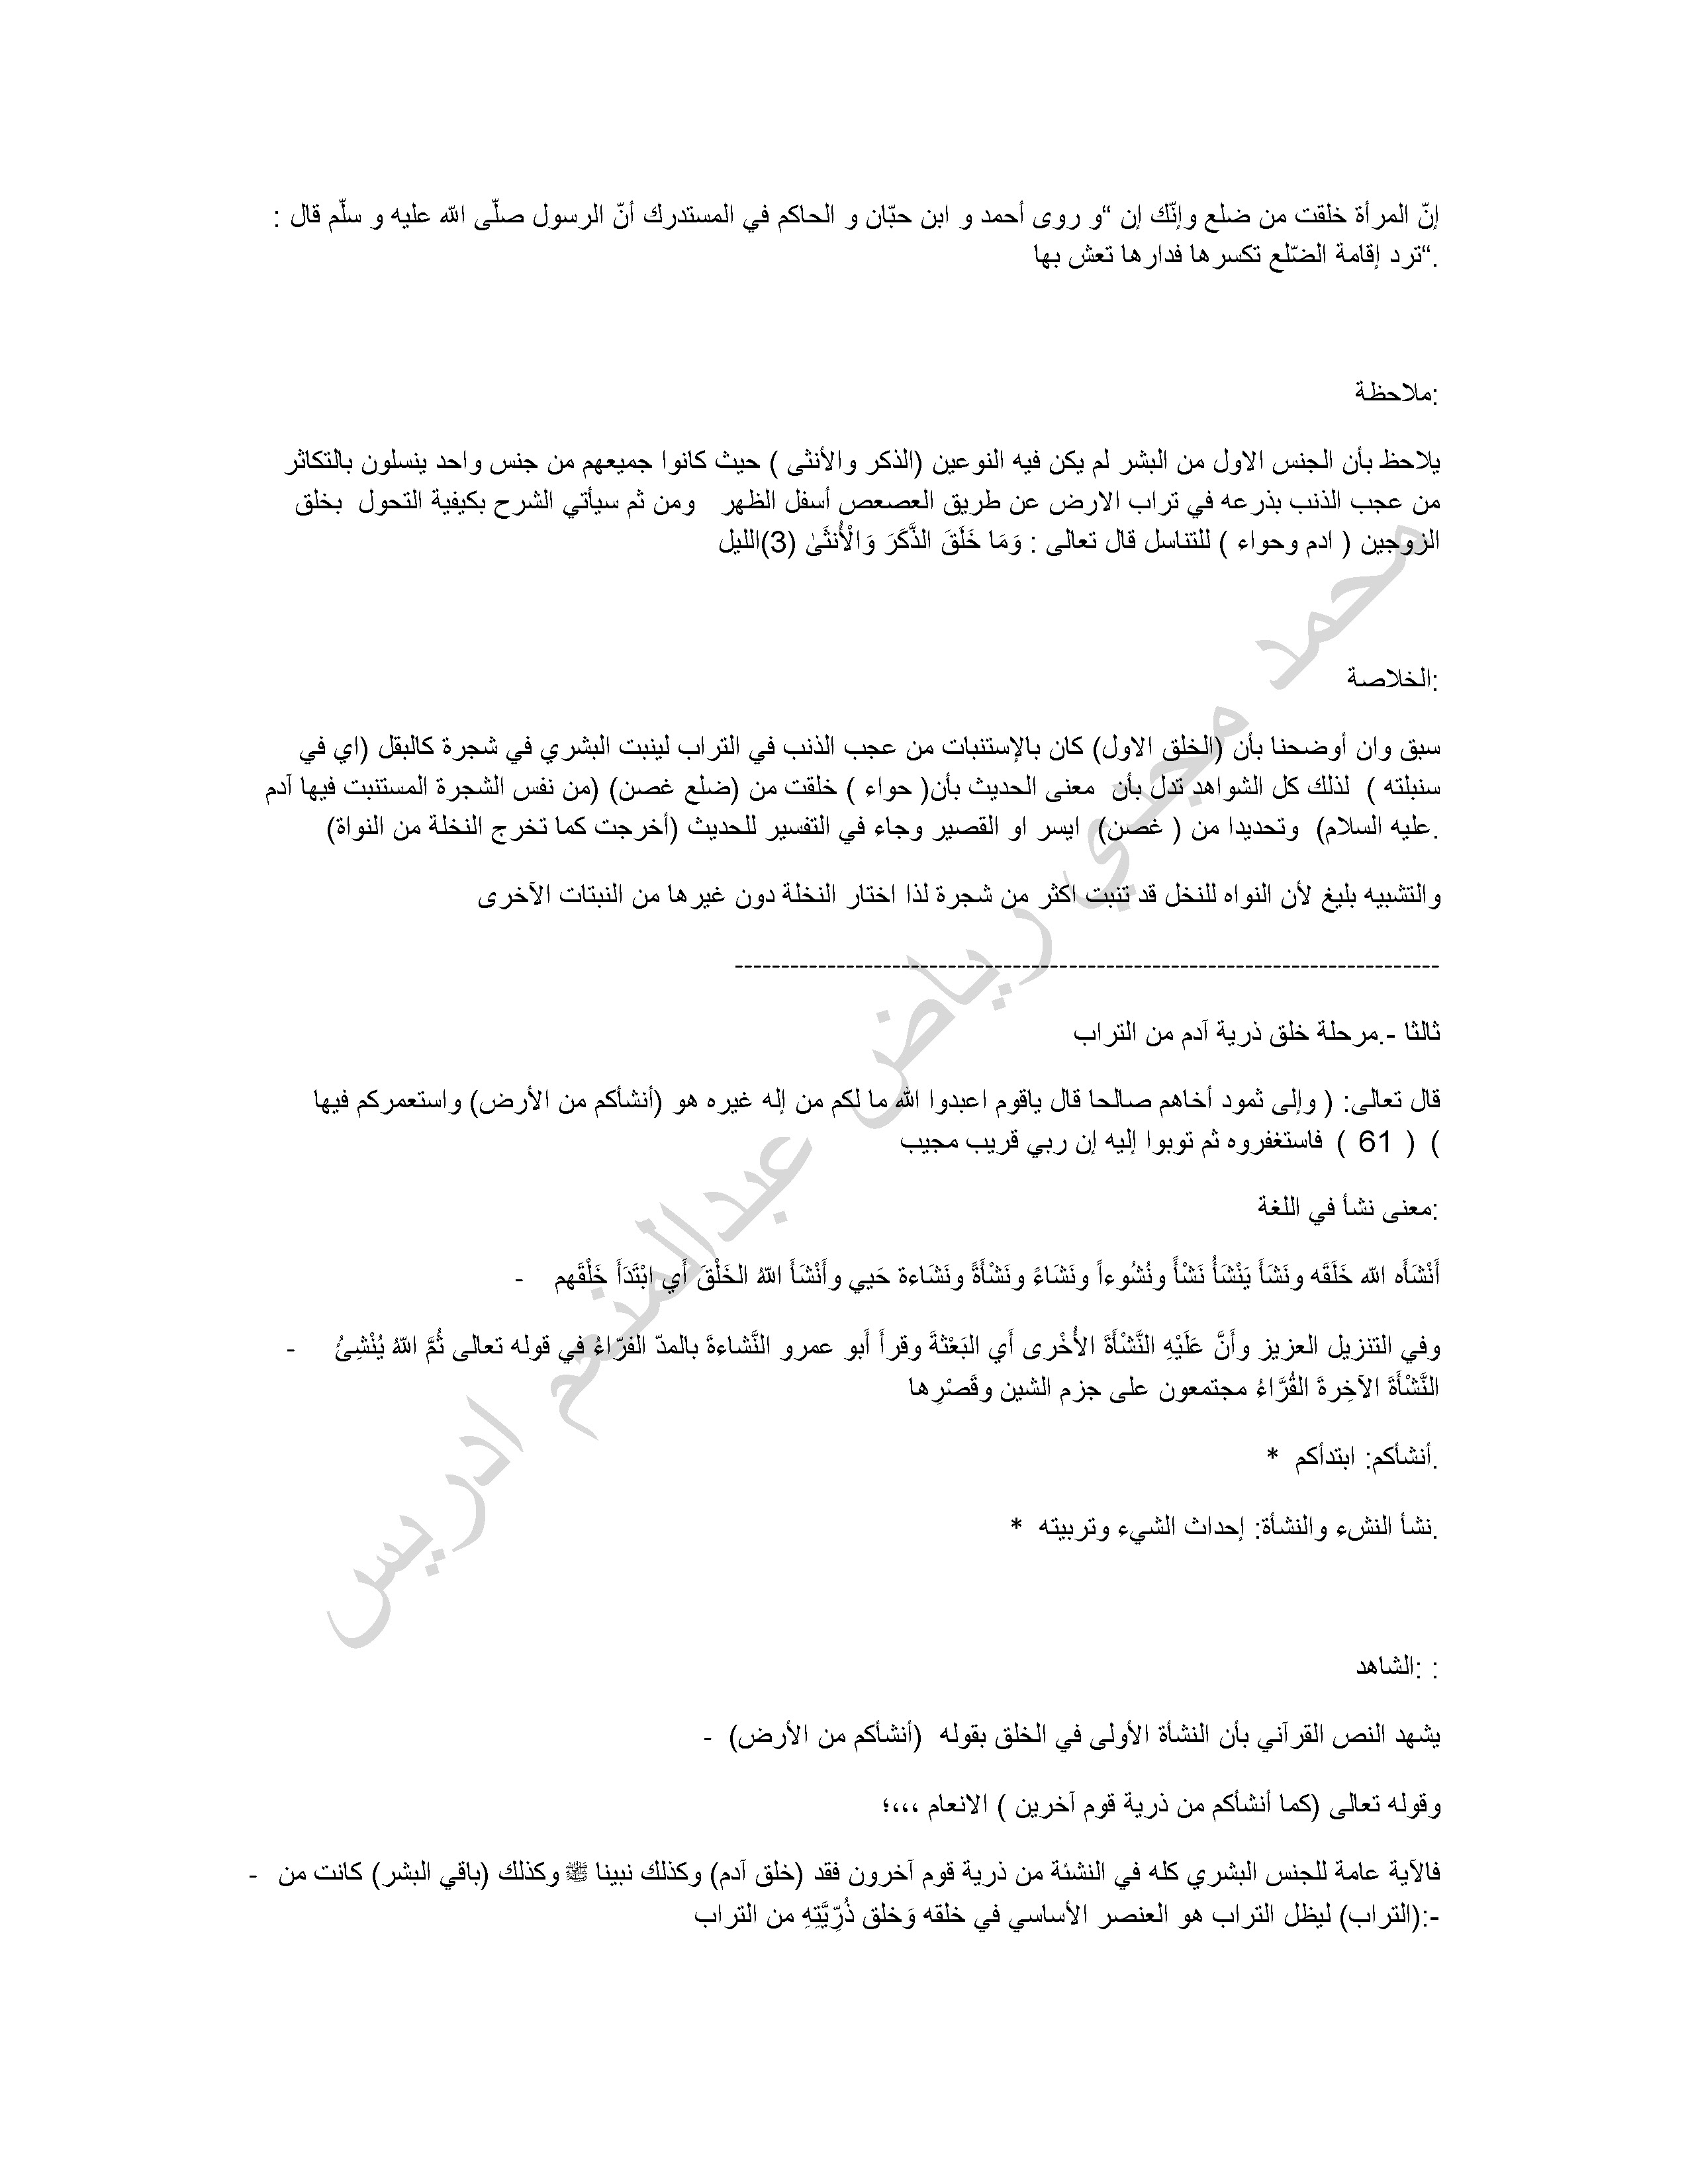 إنّ المرأة خلقت من ضلع وإنّك إن “و روى أحمد و ابن حبّان و الحاكم في المستدرك أنّ الرسول صلّى الله عليه و سلّم قال :
.“ترد إقامة الضّلع تكسرها فدارها تعش بها
:ملاحظة
يلاحظ بأن الجنس الاول من البشر لم يكن فيه النوعين (الذكر والأنثى ) حيث كانوا جميعهم من جنس واحد ينسلون بالتكاثر
من عجب الذنب بذرعه في تراب الارض عن طريق العصعص أسفل الظهر ومن ثم سيأتي الشرح بكيفية التحول بخلق
الزوجين ( ادم وحواء ) للتناسل قال تعالى : وَمَا خَلَقَ الذَّكَرَ وَالْأُنثَىٰ (3)الليل
:الخلاصة
سبق وان أوضحنا بأن (الخلق الاول) كان بالإستنبات من عجب الذنب في التراب لينبت البشري في شجرة كالبقل (اي في
سنبلته ) لذلك كل الشواهد تدل بأن معنى الحديث بأن( حواء ) خلقت من (ضلع غصن) (من نفس الشجرة المستنبت فيها آدم
.عليه السلام) وتحديدا من ( غصن) ايسر او القصير وجاء في التفسير للحديث (أخرجت كما تخرج النخلة من النواة)
والتشبيه بليغ لأن النواه للنخل قد تنبت اكثر من شجرة لذا اختار النخلة دون غيرها من النبتات الآخرى
-----------------------------------------------------------------------------
ثالثا -.مرحلة خلق ذرية آدم من التراب
قال تعالى: ( وإلى ثمود أخاهم صالحا قال ياقوم اعبدوا الله ما لكم من إله غيره هو (أنشأكم من الأرض) واستعمركم فيها
) ( 61 ) فاستغفروه ثم توبوا إليه إن ربي قريب مجيب
:معنى نشأ في اللغة
أَنْشَأَه الله خَلَقَه ونَشَأَ يَنْشَأُ نَشْأً ونُشُوءاً ونَشَاءً ونَشْأَةً ونَشَاءة حَيي وأَنْشَأَ اللهُ الخَلْقَ أَي ابْتَدَأَ خَلْقَهم -
وفي التنزيل العزيز وأَنَّ عَلَيْهِ النَّشْأَةَ الأُخْرى أَي البَعْثةَ وقرأَ أَبو عمرو النَّشاءةَ بالمدّ الفرّاءُ في قوله تعالى ثُمَّ اللهُ يُنْشِئُ -
النَّشْأَةَ الآخِرةَ القُرَّاءُ مجتمعون على جزم الشين وقَصْرِها
.أنشأكم: ابتدأكم *
.نشأ النشء والنشأة: إحداث الشيء وتربيته *
: :الشاهد
يشهد النص القرآني بأن النشأة الأولى في الخلق بقوله (أنشأكم من الأرض) -
وقوله تعالى (كما أنشأكم من ذرية قوم آخرين ) الانعام ،،،؛
فالآية عامة للجنس البشري كله في النشئة من ذرية قوم آخرون فقد (خلق آدم) وكذلك نبينا ﷺ وكذلك (باقي البشر) كانت من -
-:(التراب) ليظل التراب هو العنصر الأساسي في خلقه وَخلق ذُرِّيَّتِهِ من التراب
محمد مجدي رياض عبدالمنعم ادريس